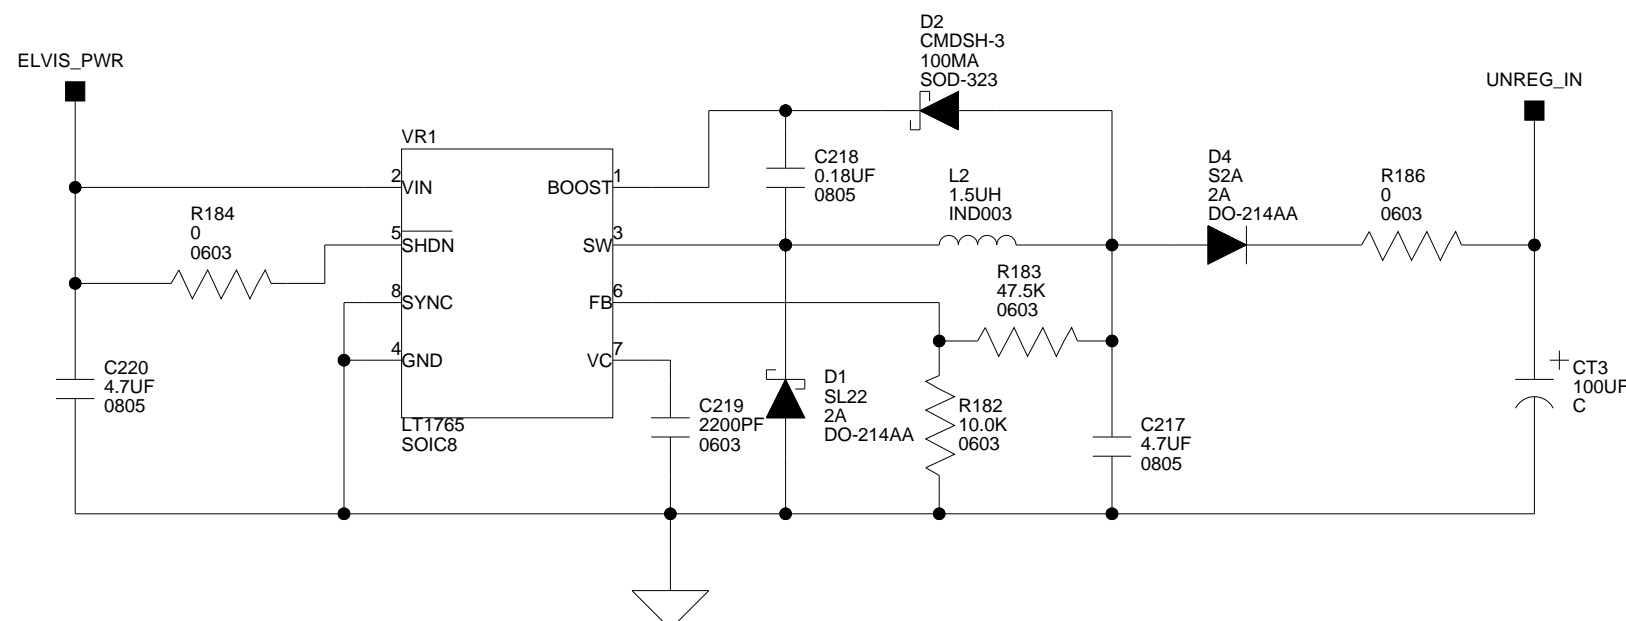 D2
CMDSH-3
100MA
SOD-323
ELVIS_PWR
UNREG_IN
VR1
2
VIN
BOOST
1
C218
0.18UF
0805
L2
1.5UH
IND003
D4
S2A
2A
DO-214AA
R186
0
0603
R184
0
0603
5
SHDN
SW
3
8
SYNC
FB
6
R183
47.5K
0603
4
GND
VC
7
C220
4.7UF
0805
LT1765
SOIC8
C219
2200PF
0603
D1
SL22
2A
DO-214AA
R182
10.0K
0603
C217
4.7UF
0805
+
CT3
100UF
C